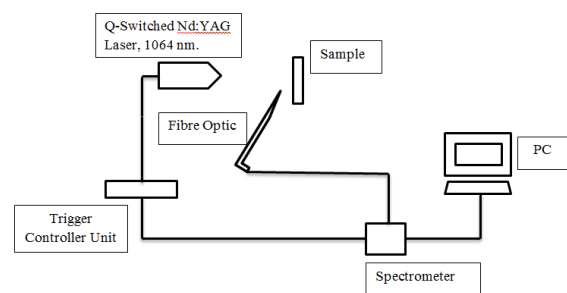 Q-Switched Nd:YAG
Laser, 1064 nm.
Sample
Fibre Optic
PC
Trigger
Controller Unit
Spectrometer